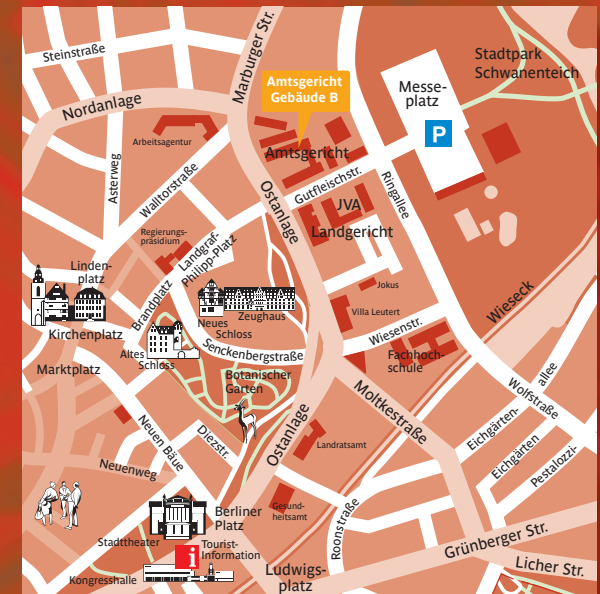 Steinstraße
Marburger Str.
Stadtpark
Schwanenteich
Amtsgericht
Gebäude B
Messe-
platz
P
Nordanlage
Arbeitsagentur
Amtsgericht
Asterweg
Walltorstraße
Ostanlage
Gutfleischstr.
Ringallee
JVA
Landgericht
Regierungs-
präsidium
Landgraf-
Philipp-Platz
Linden-
platz
Brandplatz
Jokus
Wieseck
Neues
Schloss
Zeughaus
Villa Leutert
Kirchenplatz
Wiesenstr.
Altes
Schloss
Senckenbergstraße
Fachhoch-
schule
Marktplatz
Botanischer
Garten
Moltkestraße
Wolfstraße
allee
Neuen Bäue
Diezstr.
Ostanlage
Landratsamt
Eichgärten-
Eichgärten
Pestalozzi-
Neuenweg
Gesund-
heitsamt
Roonstraße
Berliner
Platz
Stadttheater
i
Tourist-
Information
Grünberger Str.
Kongresshalle
Ludwigs-
platz
Licher Str.